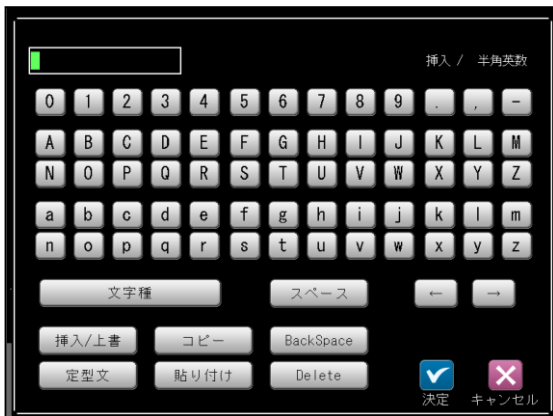 挿入 / 半角英数
0 1 2 3 4 5 6 7 8 9 . , -
A B C D E F G H I J K L M
N O P Q R S T U V W X Y Z
a b c d e f g h i j k l m
n o p q r s t u v w x y z
文字種 スペース ← →
挿入/上書 コピー BackSpace
定型文 貼り付け Delete
決定 キャンセル